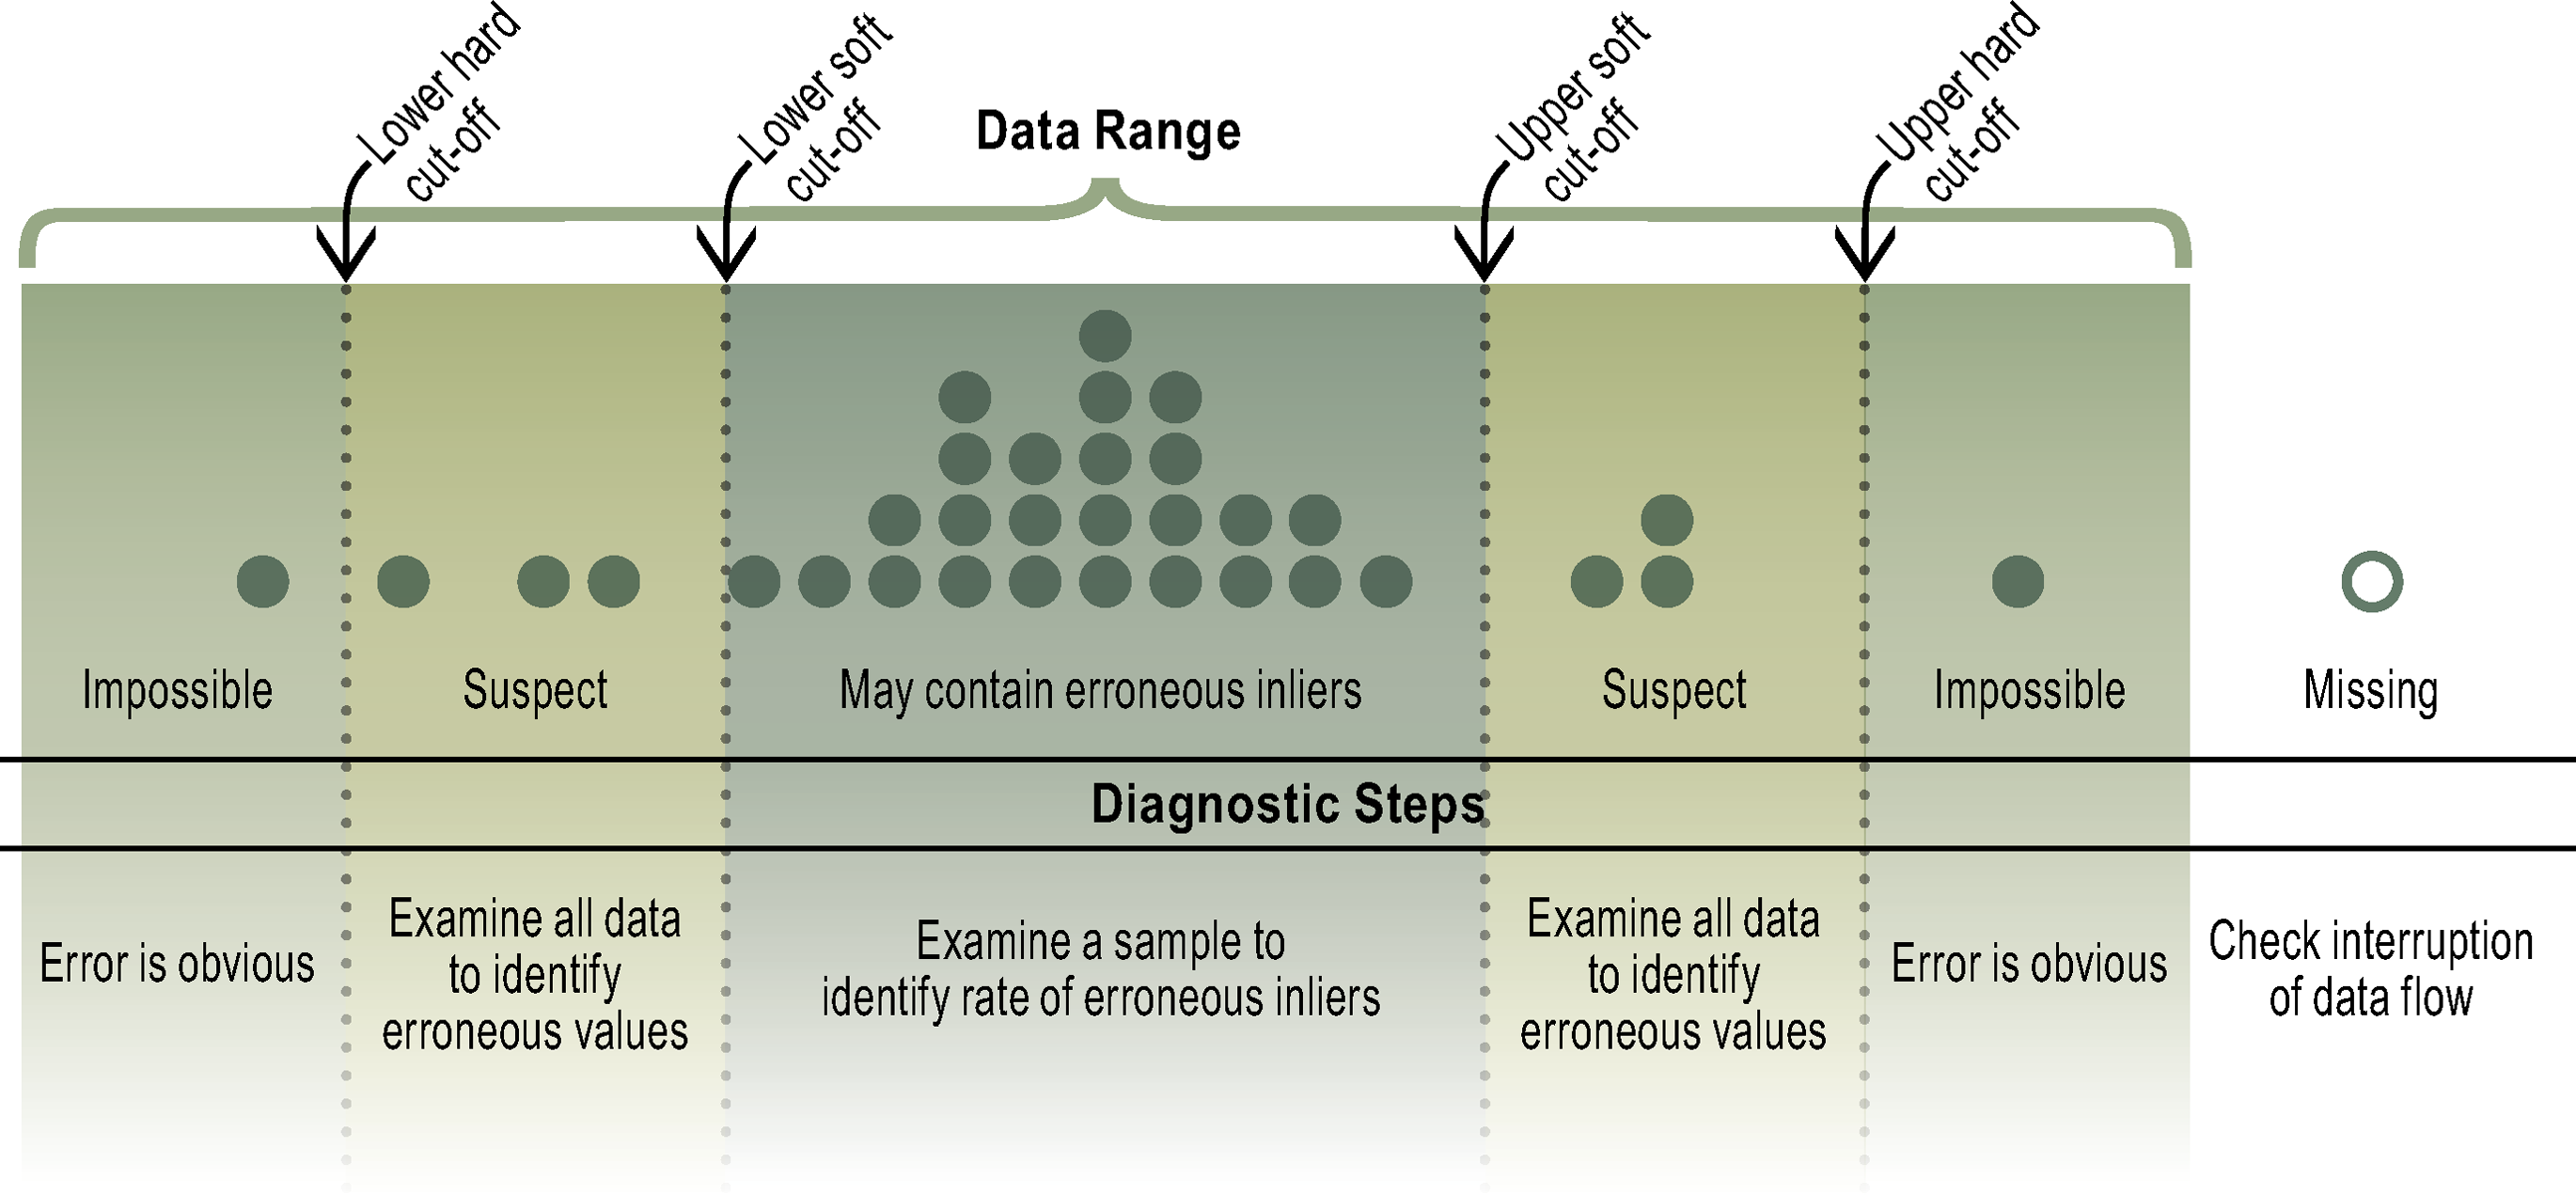 Lower hard
cut-off
Lower soft
cut-off
Data Range
Upper soft
cut-off
Upper hard
cut-off
Impossible
Suspect
May contain erroneous inliers
Suspect
Impossible
Missing
Diagnostic Steps
Error is obvious
Examine all data
to identify
erroneous values
Examine a sample to
identify rate of erroneous inliers
Examine all data
to identify
erroneous values
Error is obvious
Check interruption
of data flow